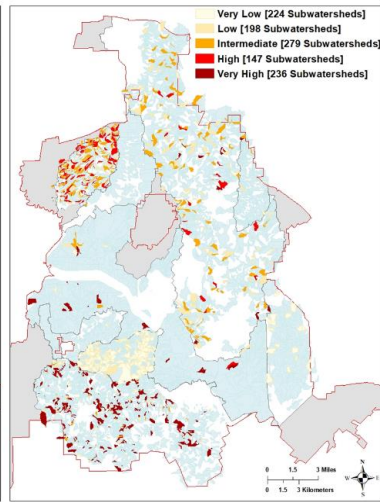 Very Low [224 Subwatersheds]
Low [198 Subwatersheds]
Intermediate [279 Subwatersheds]
High [147 Subwatersheds]
Very High [236 Subwatersheds]
0 1.5 3 Miles
0 1.5 3 Kilometers